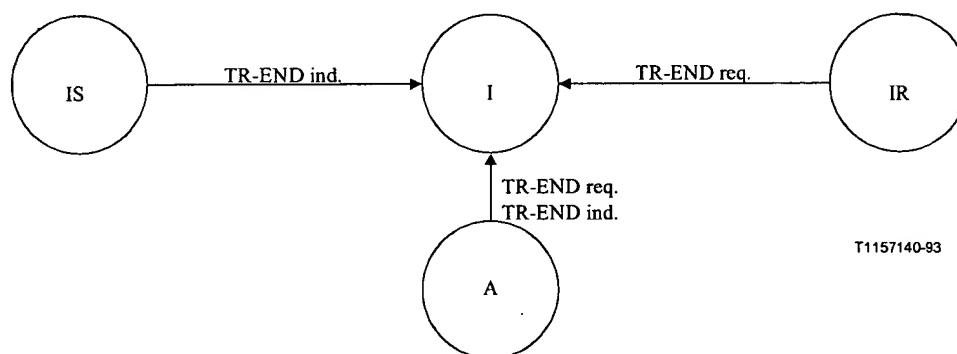 TR-END ind.
TR-END req.
IS
I
IR
TR-END req.
TR-END ind.
T1157140-93
A